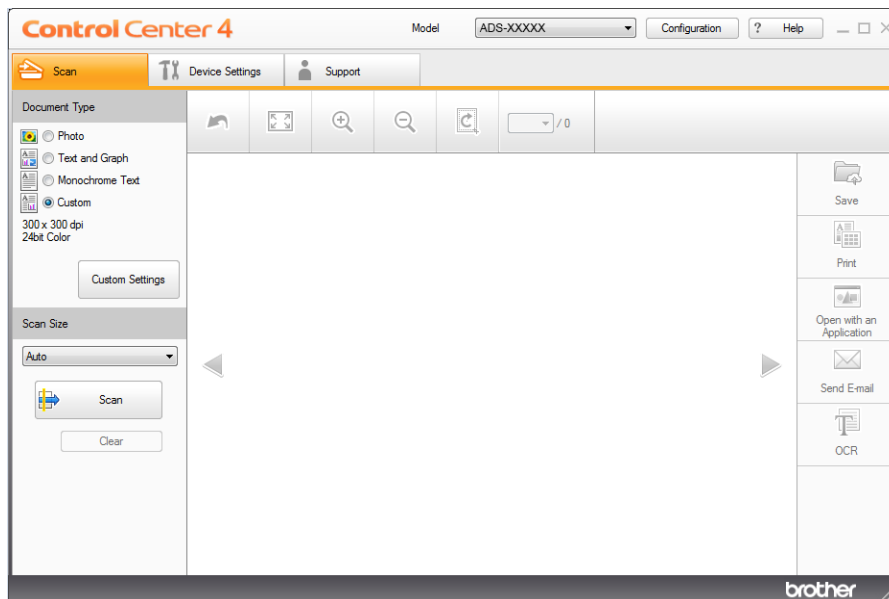 Control Center 4
Model
ADS-XXXXX
Configuration
? Help
Scan
Device Settings
Support
Document Type
Photo
Text and Graph
Monochrome Text
Custom
300 x 300 dpi
24bit Color
Custom Settings
Scan Size
Auto
Scan
Clear
/ 0
Save
Print
Open with an
Application
Send E-mail
OCR
brother